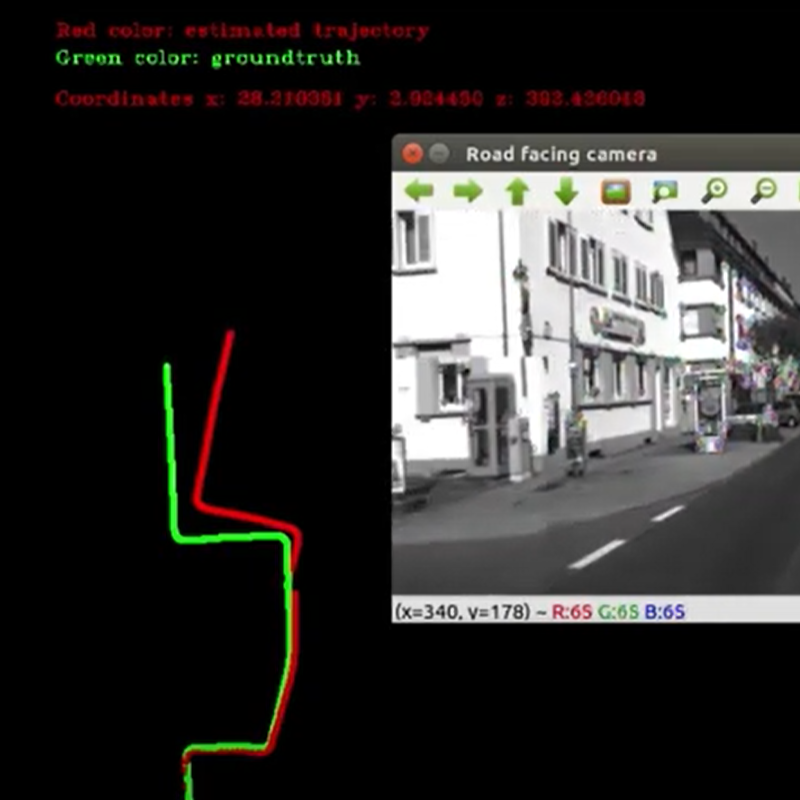 Red color: estimated trajectory
Green color: groundtruth
Coordinates x: 28.210351 y: 2.924450 z: 393.436048
Road facing camera
(x=340, y=178) ~ R:65 G:65 B:65